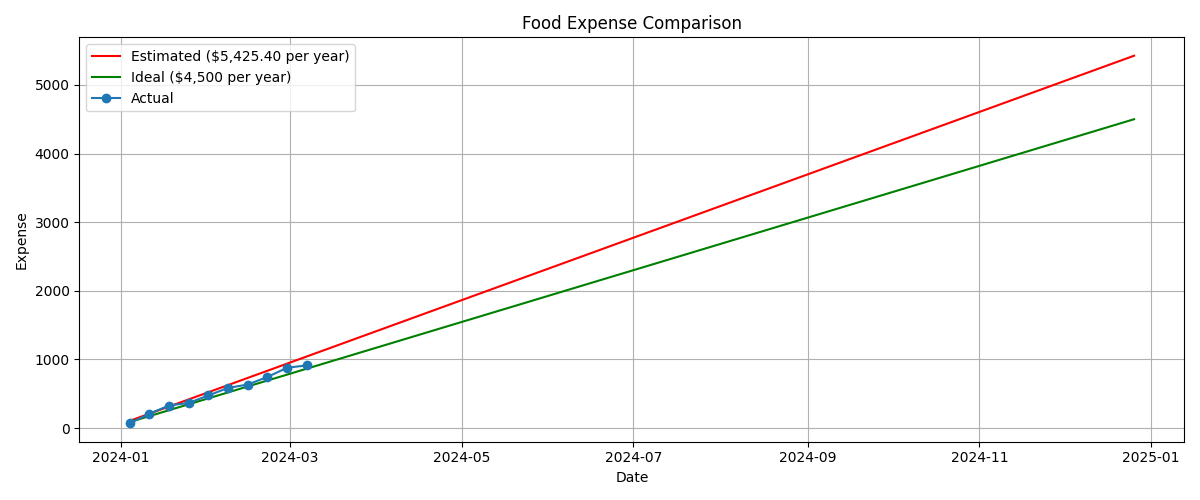 Food Expense Comparison
Estimated ($5,425.40 per year)
Ideal ($4,500 per year)
Actual
Expense
5000
4000
3000
2000
1000
0
2024-01 2024-03 2024-05 2024-07 2024-09 2024-11 2025-01
Date